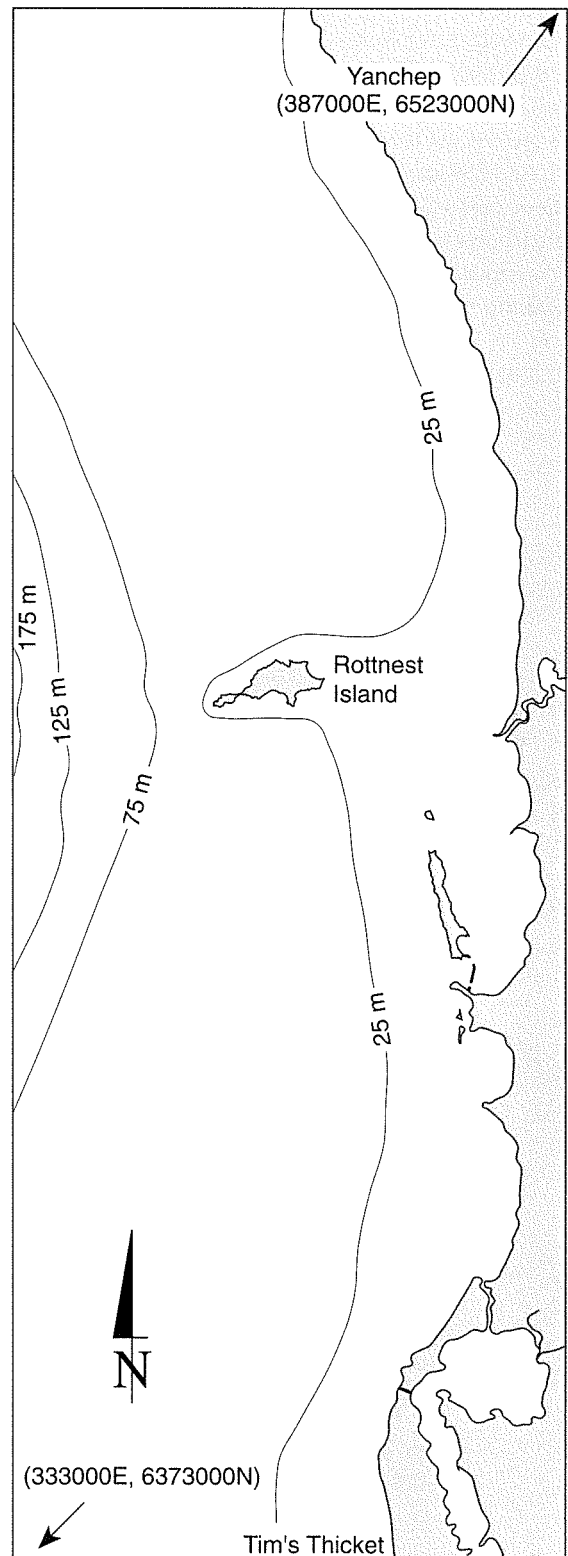 Yanchep
(387000E, 6523000N)
25 m
175 m
125 m
75 m
Rottnest
Island
25 m
N
(333000E, 6373000N)
Tim's Thicket